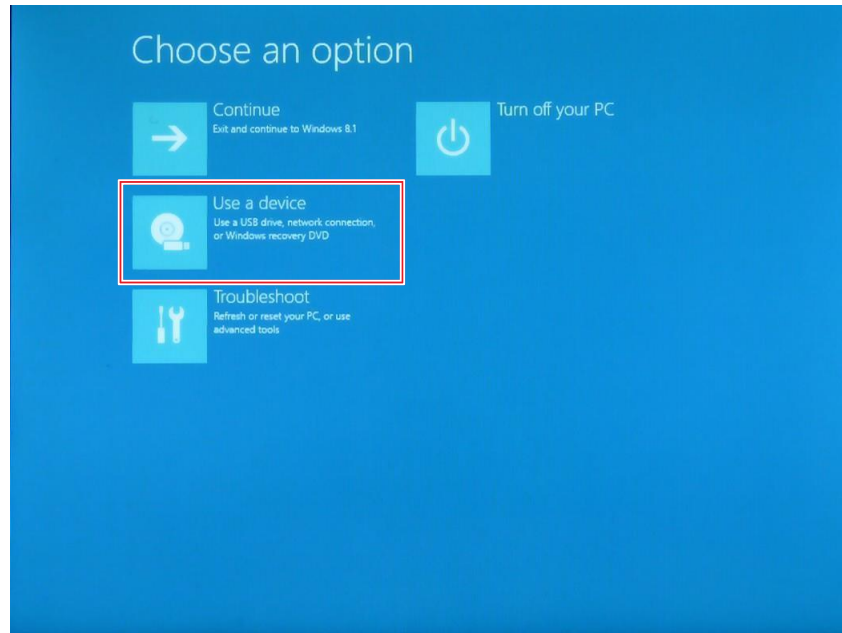 Choose an option
Continue
Exit and continue to Windows 8.1
Turn off your PC
Use a device
Use a USB drive, network connection,
or Windows recovery DVD
Troubleshoot
Refresh or reset your PC, or use
advanced tools